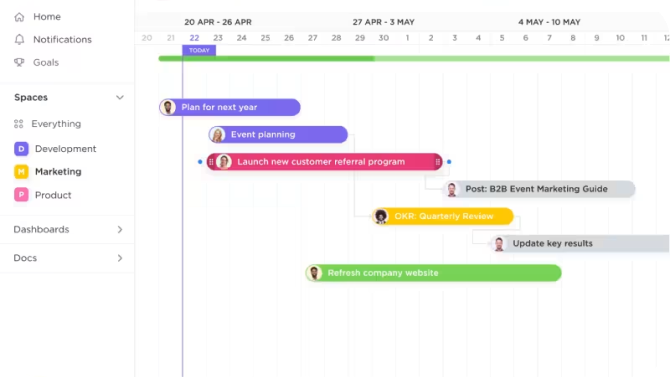 Home
Notifications
Goals
Spaces
Everything
D Development
M Marketing
P Product
Dashboards
Docs
20 APR - 26 APR 27 APR - 3 MAY 4 MAY - 10 MAY
20 21 22 23 24 25 26 27 28 29 30 1 2 3 4 5 6 7 8 9 10 11 12
TODAY
Plan for next year
Event planning
Launch new customer referral program
Post: B2B Event Marketing Guide
OKR: Quarterly Review
Update key results
Refresh company website